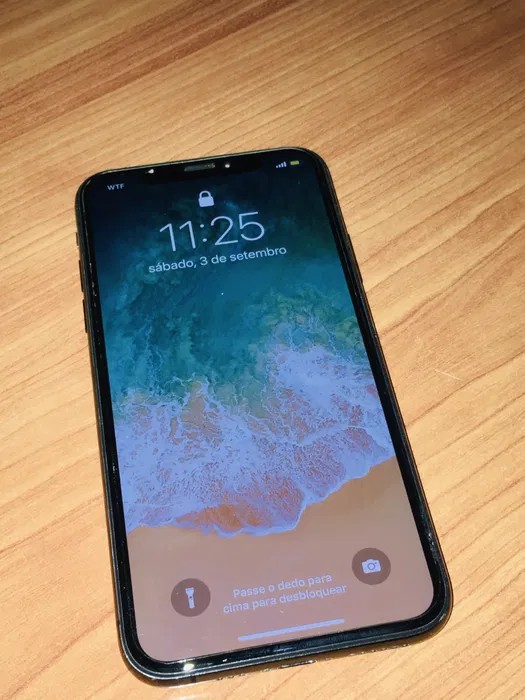 WTF
11:25
sábado, 3 de setembro
Passe o dedo para
cima para desbloquear